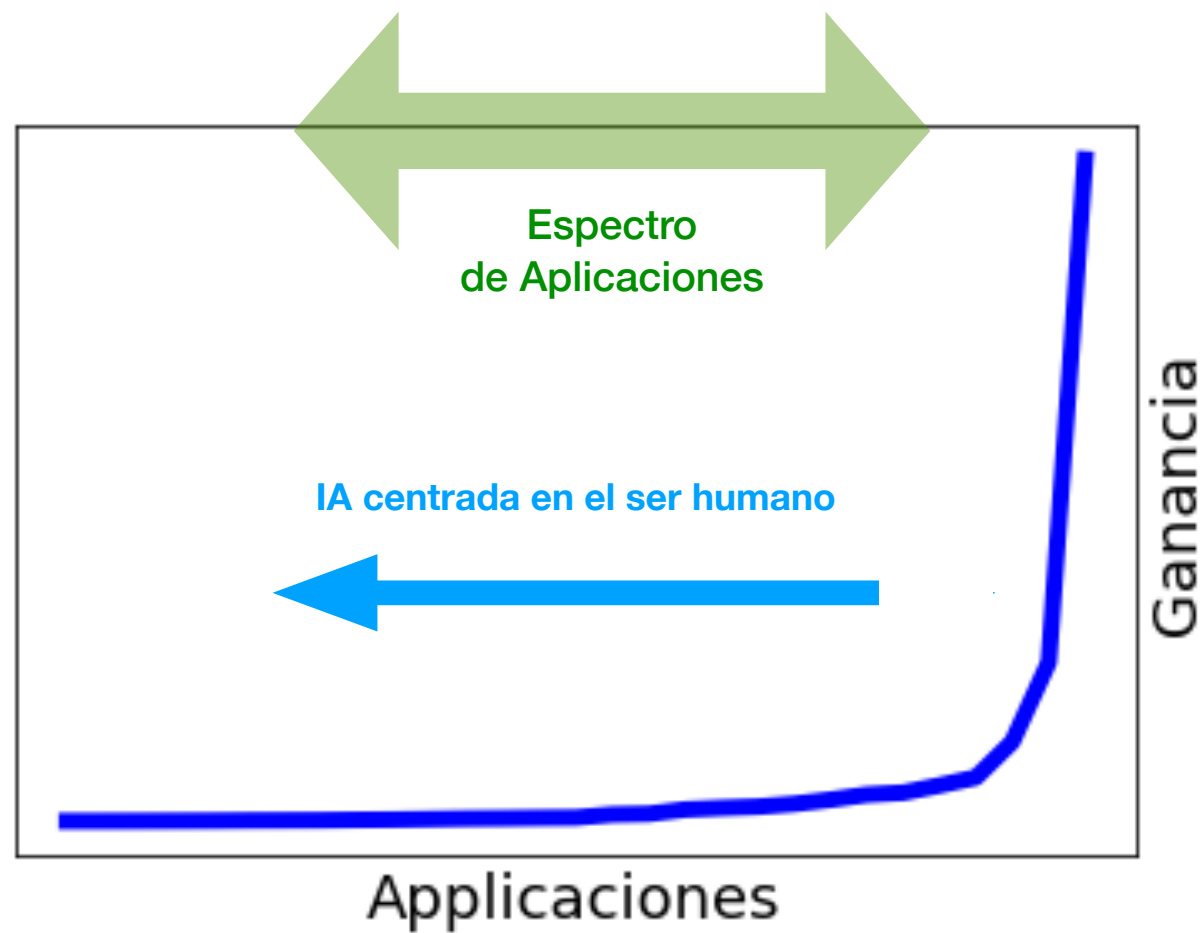 Espectro
de Aplicaciones
IA centrada en el ser humano
Ganancia
Applicaciones